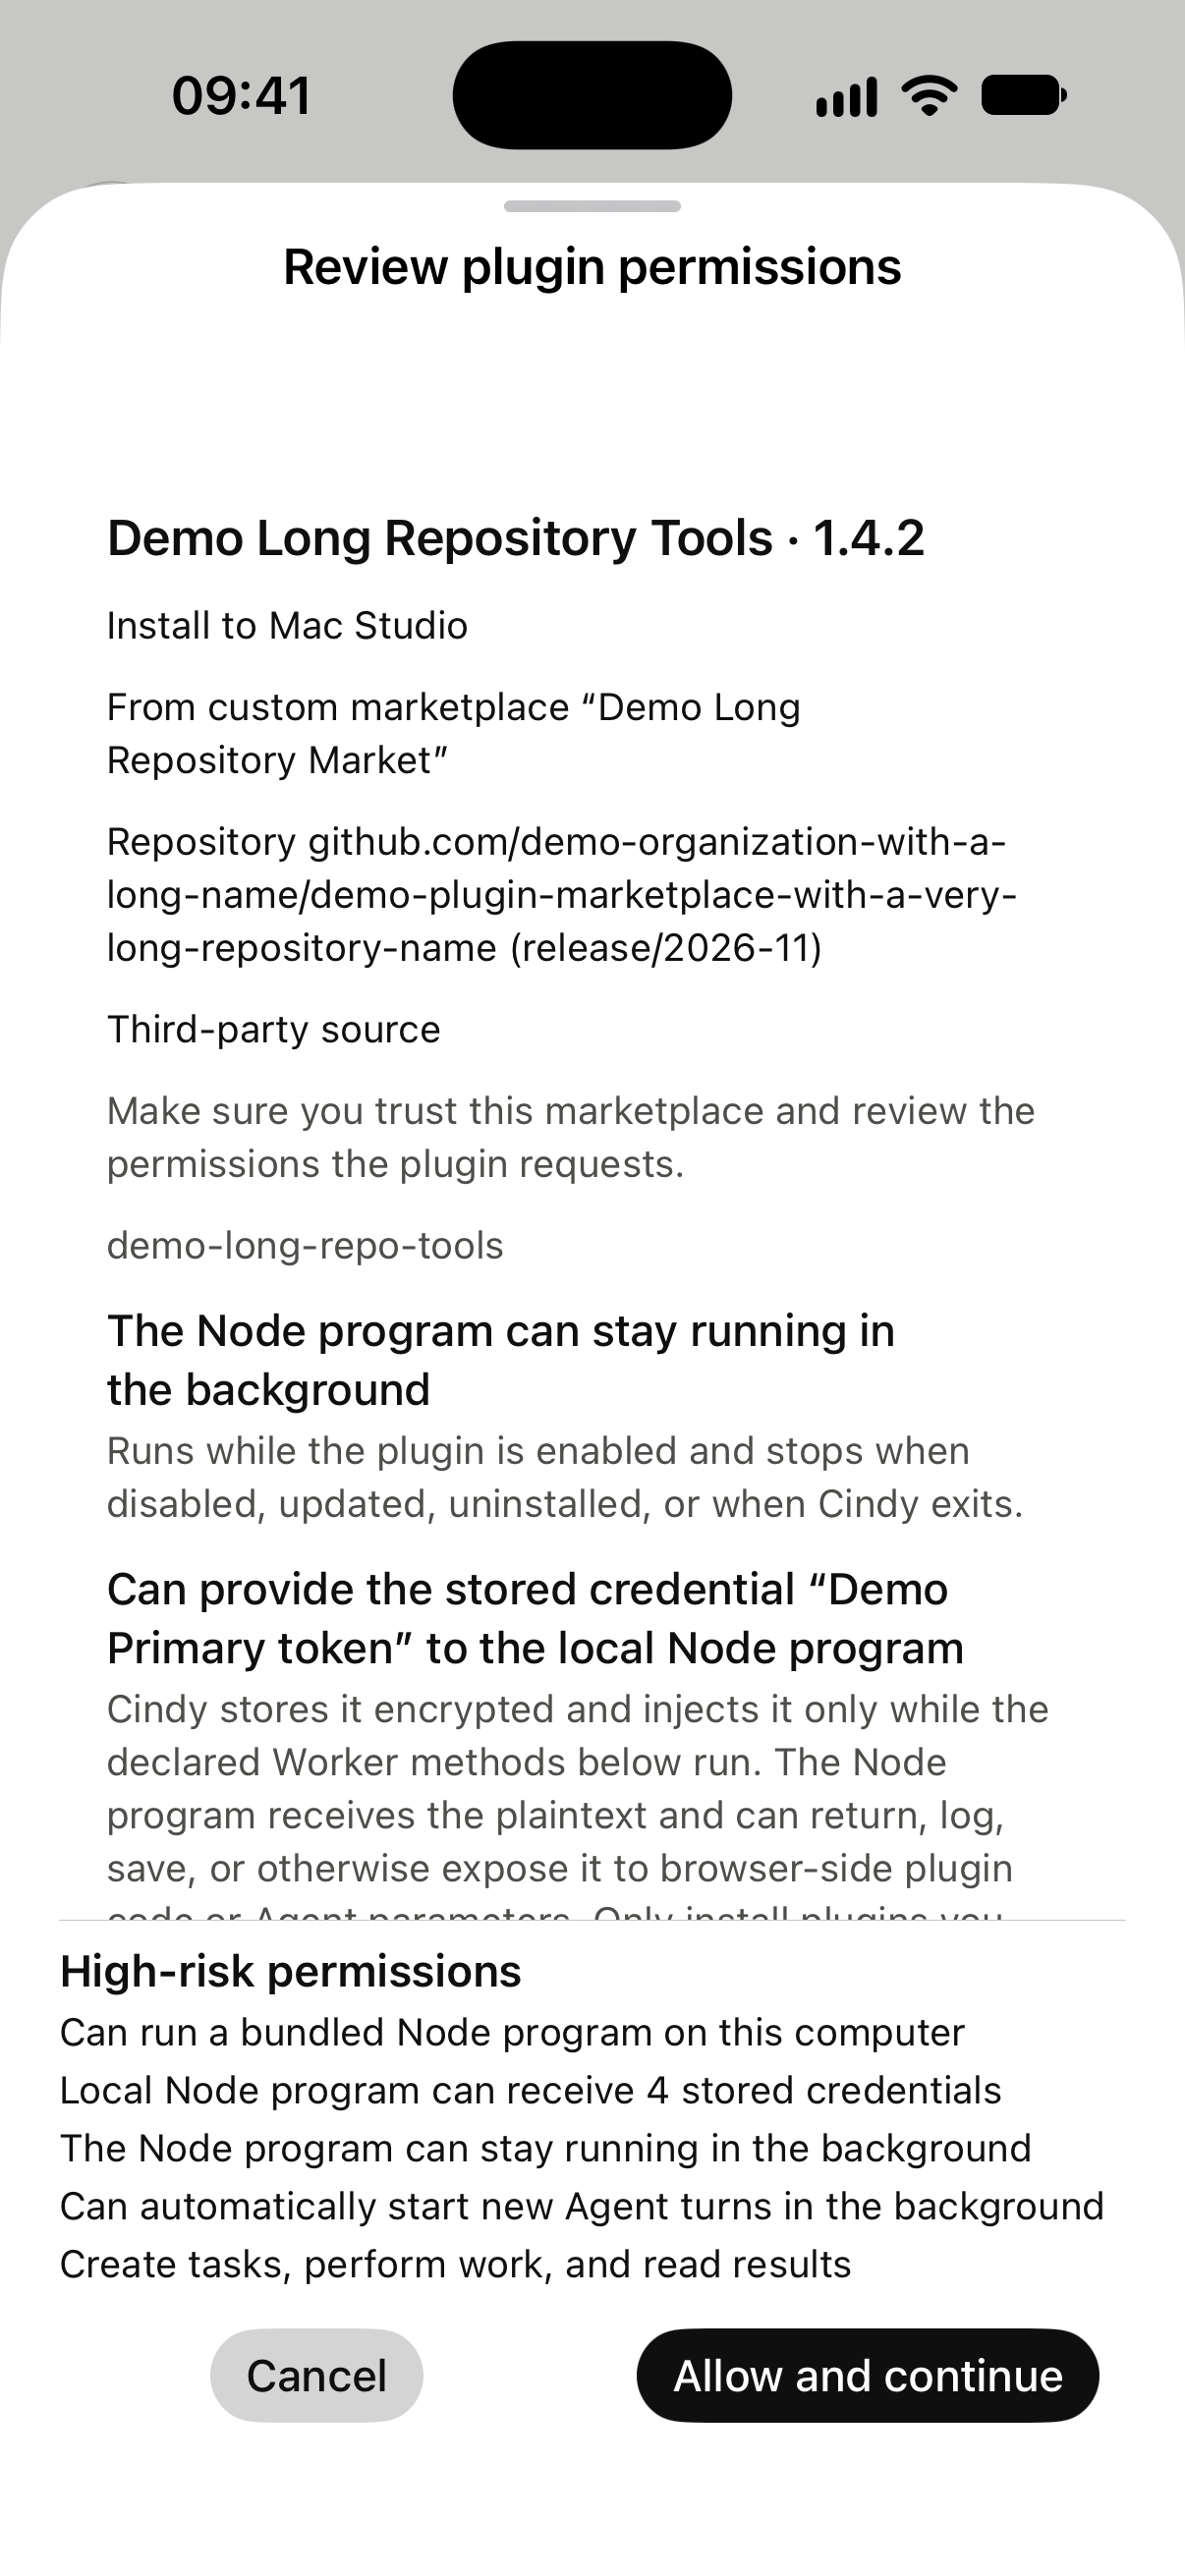 09:41
Review plugin permissions
Demo Long Repository Tools · 1.4.2
Install to Mac Studio
From custom marketplace “Demo Long
Repository Market”
Repository github.com/demo-organization-with-a-
long-name/demo-plugin-marketplace-with-a-very-
long-repository-name (release/2026-11)
Third-party source
Make sure you trust this marketplace and review the
permissions the plugin requests.
demo-long-repo-tools
The Node program can stay running in
the background
Runs while the plugin is enabled and stops when
disabled, updated, uninstalled, or when Cindy exits.
Can provide the stored credential “Demo
Primary token” to the local Node program
Cindy stores it encrypted and injects it only while the
declared Worker methods below run. The Node
program receives the plaintext and can return, log,
save, or otherwise expose it to browser-side plugin
code or Agent parameters. Only install plugins you
High-risk permissions
Can run a bundled Node program on this computer
Local Node program can receive 4 stored credentials
The Node program can stay running in the background
Can automatically start new Agent turns in the background
Create tasks, perform work, and read results
Cancel
Allow and continue